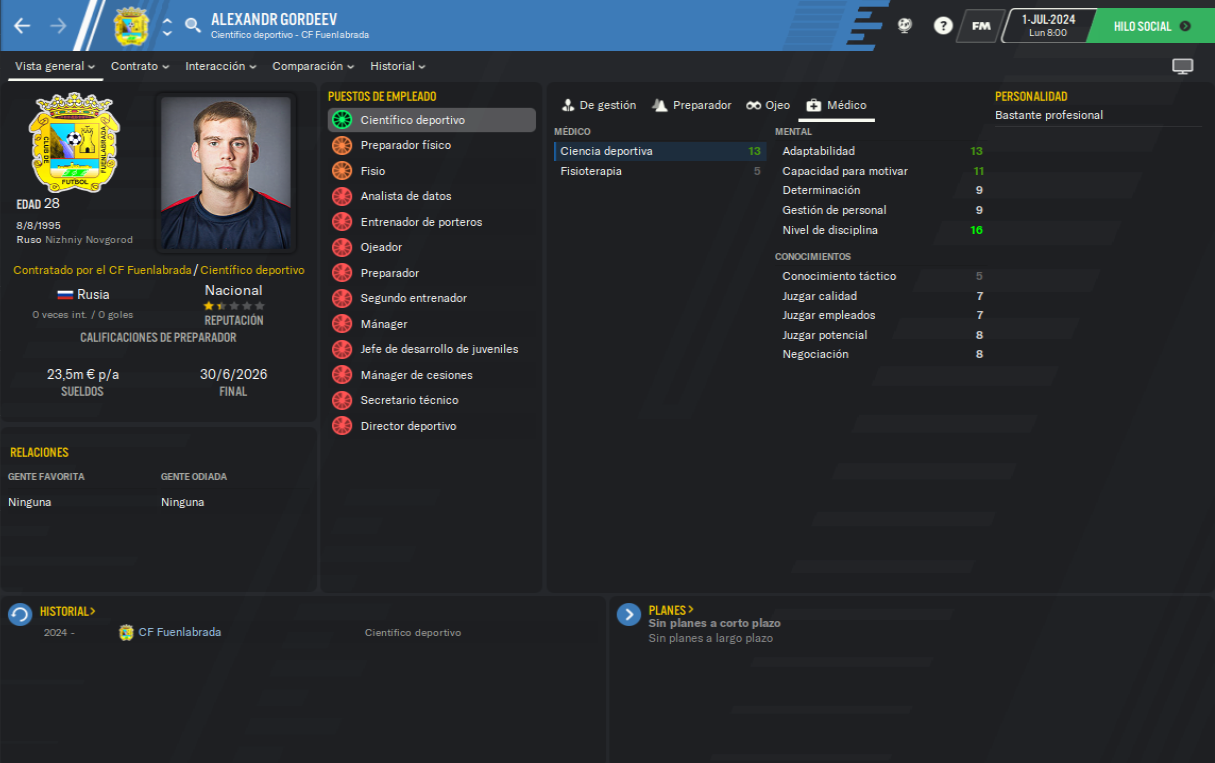 ALEXANDR GORDEEV
Científico deportivo - CF Fuenlabrada
FM
1-JUL-2024
Lun 8:00
HILO SOCIAL
Vista general
Contrato
Interacción
Comparación
Historial
CLUB DE
FUTBOL
FUENLABRADA
EDAD 28
8/8/1995
Ruso Nizhniy Novgorod
Contratado por el CF Fuenlabrada / Científico deportivo
Rusia
0 veces int. / 0 goles
Nacional
REPUTACIÓN
CALIFICACIONES DE PREPARADOR
23,5m € p/a
SUELDOS
30/6/2026
FINAL
RELACIONES
GENTE FAVORITA
GENTE ODIADA
Ninguna
Ninguna
PUESTOS DE EMPLEADO
Científico deportivo
Preparador físico
Fisio
Analista de datos
Entrenador de porteros
Ojeador
Preparador
Segundo entrenador
Mánager
Jefe de desarrollo de juveniles
Mánager de cesiones
Secretario técnico
Director deportivo
De gestión
Preparador
Ojeo
Médico
MÉDICO
Ciencia deportiva 13
Fisioterapia 5
MENTAL
Adaptabilidad 13
Capacidad para motivar 11
Determinación 9
Gestión de personal 9
Nivel de disciplina 16
CONOCIMIENTOS
Conocimiento táctico 5
Juzgar calidad 7
Juzgar empleados 7
Juzgar potencial 8
Negociación 8
PERSONALIDAD
Bastante profesional
HISTORIAL >
2024 - CF Fuenlabrada Científico deportivo
PLANES >
Sin planes a corto plazo
Sin planes a largo plazo